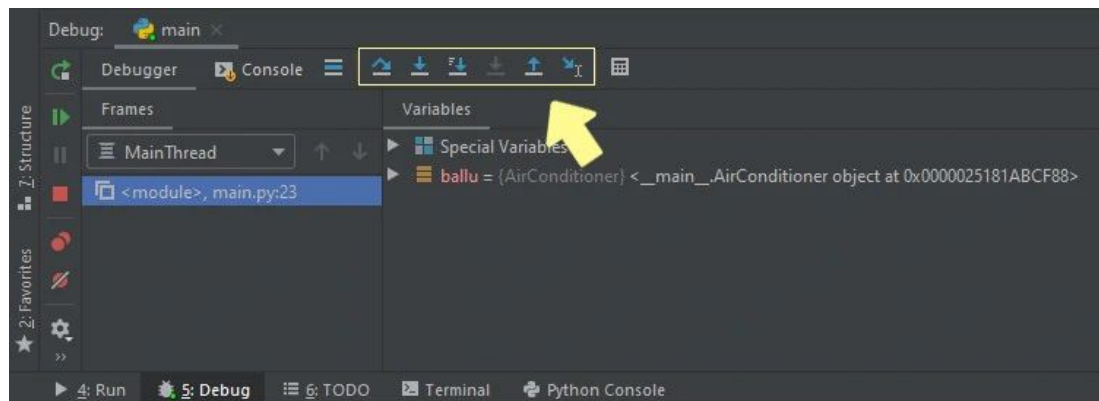 Debug: main
Debugger Console
Frames Variables
MainThread Special Variables
ballu = {AirConditioner} <__main__.AirConditioner object at 0x0000025181ABCF88>
<module>, main.py:23
Z: Structure
2: Favorites
4: Run 5: Debug 6: TODO Terminal Python Console